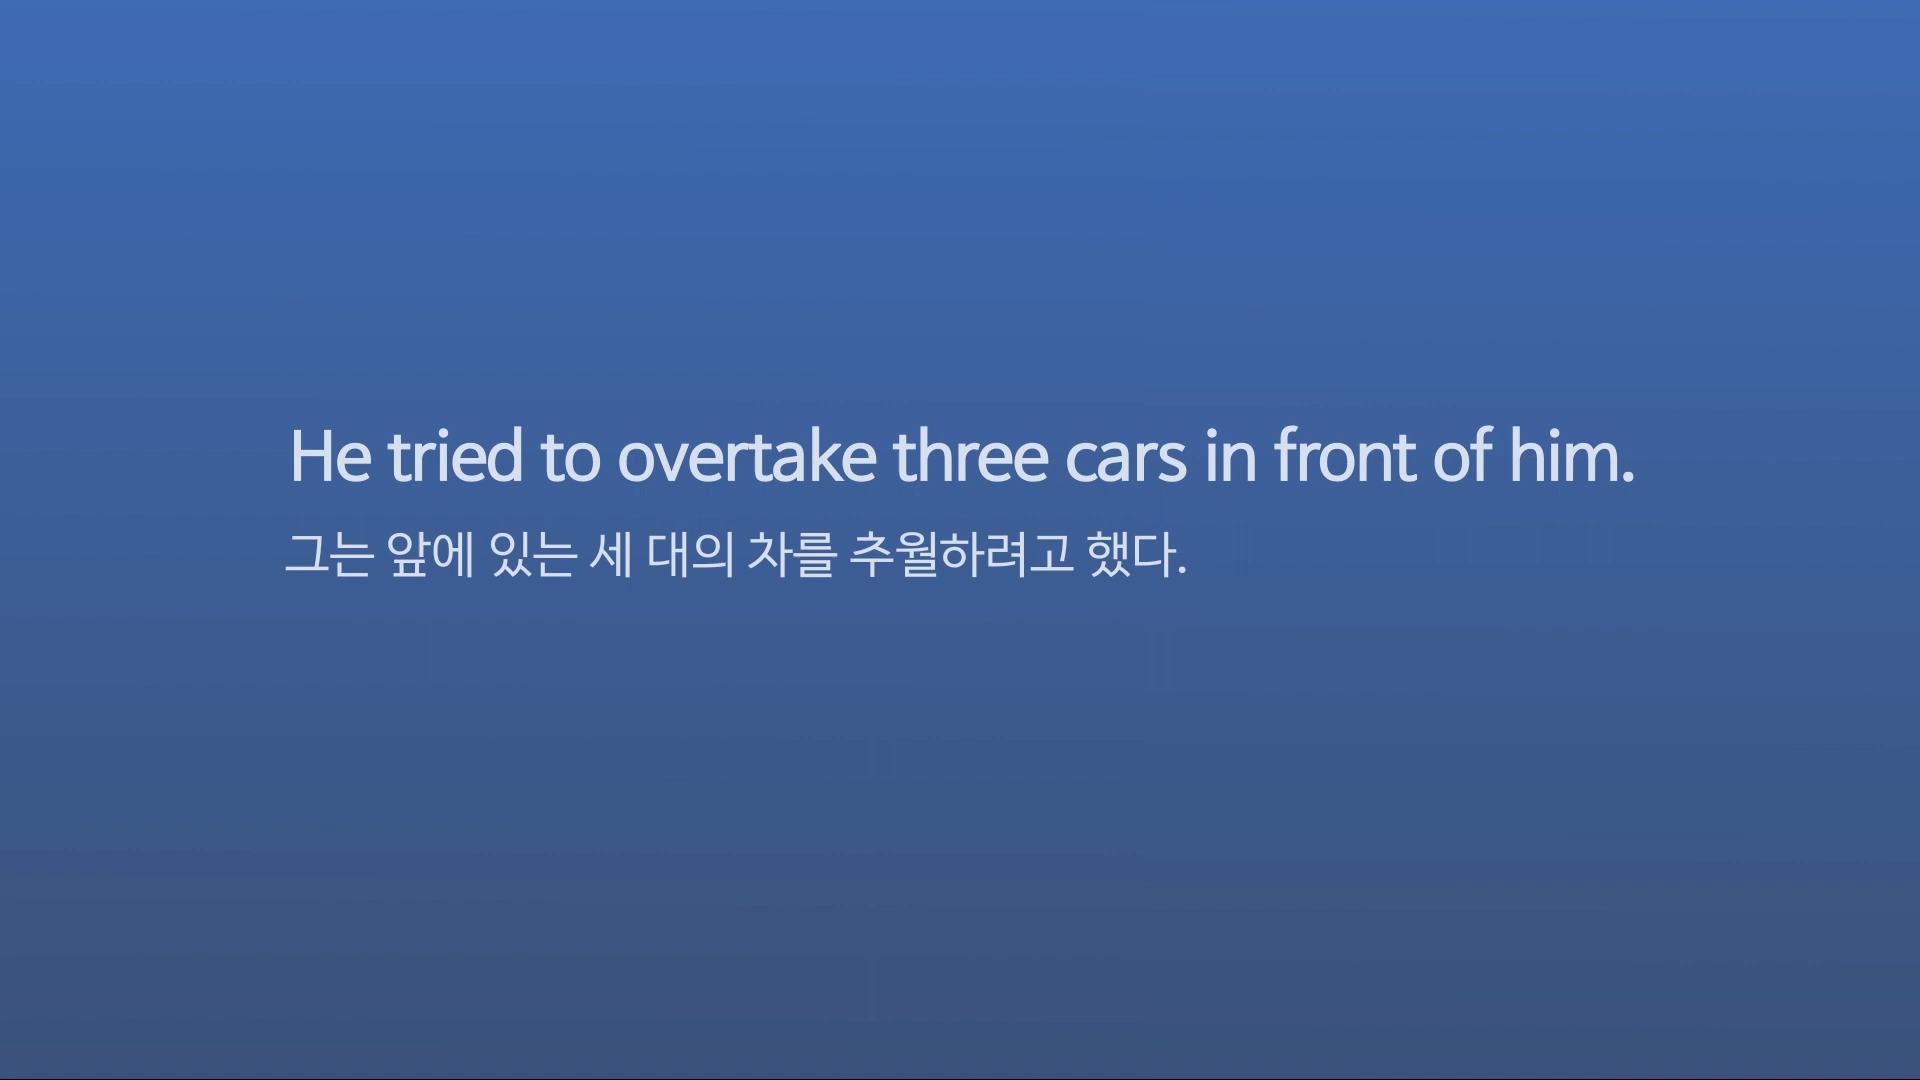 He tried to overtake three cars in front of him.
그는 앞에 있는 세 대의 차를 추월하려고 했다.